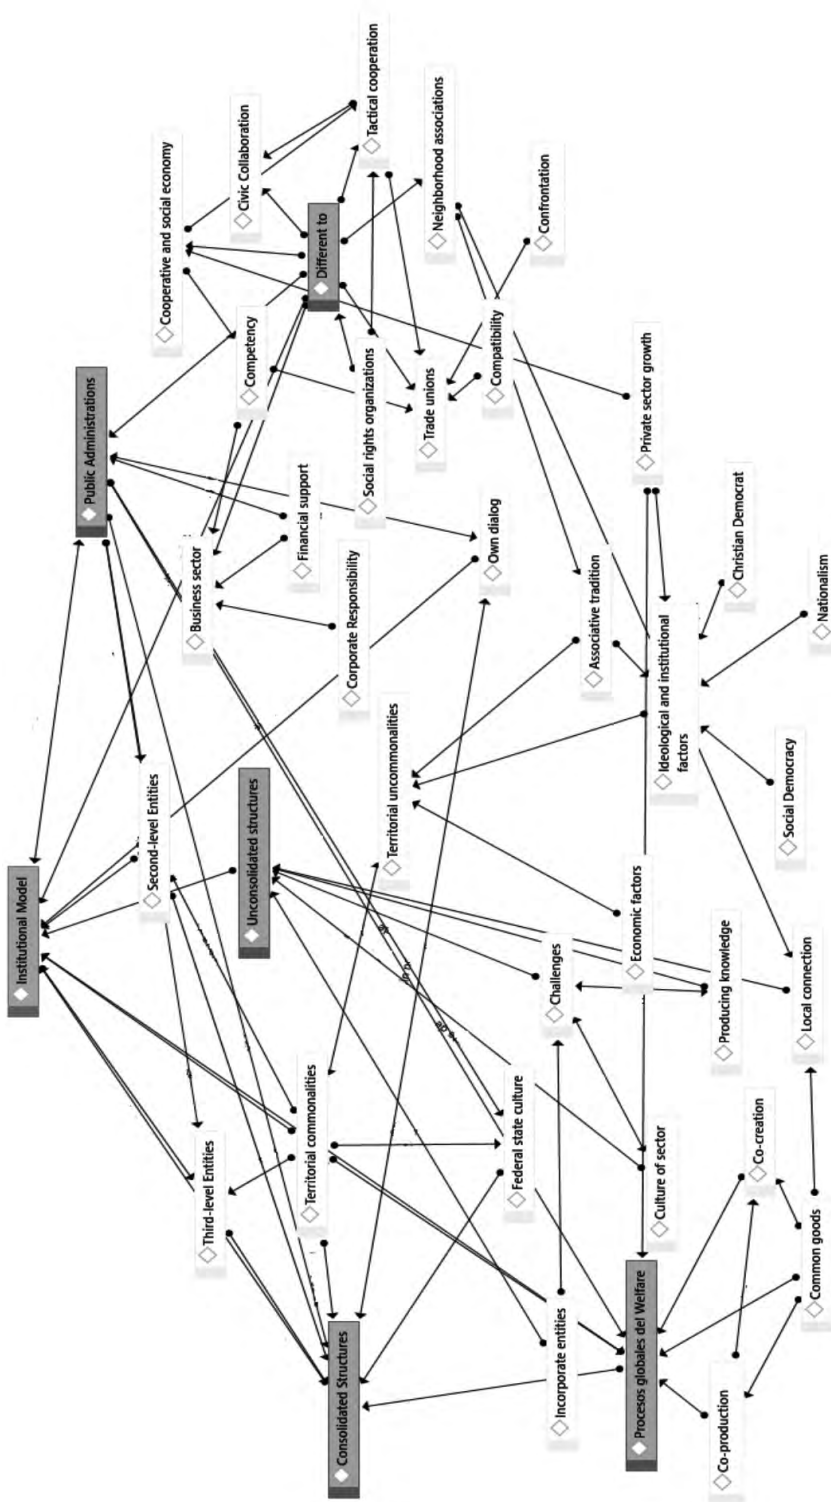 Institutional Model
Public Administrations
Third-level Entities
Second-level Entities
Business sector
Cooperative and social economy
Consolidated Structures
Territorial commonalities
Unconsolidated structures
Financial support
Competency
Civic Collaboration
Corporate Responsibility
Social rights organizations
Different to
Territorial uncommonalities
Trade unions
Tactical cooperation
Federal state culture
Own dialog
Compatibility
Neighborhood associations
Incorporate entities
Challenges
Associative tradition
Confrontation
Procesos globales del Welfare
Culture of sector
Economic factors
Ideological and institutional
factors
Private sector growth
Co-production
Co-creation
Producing knowledge
Christian Democrat
Common goods
Local connection
Social Democracy
Nationalism